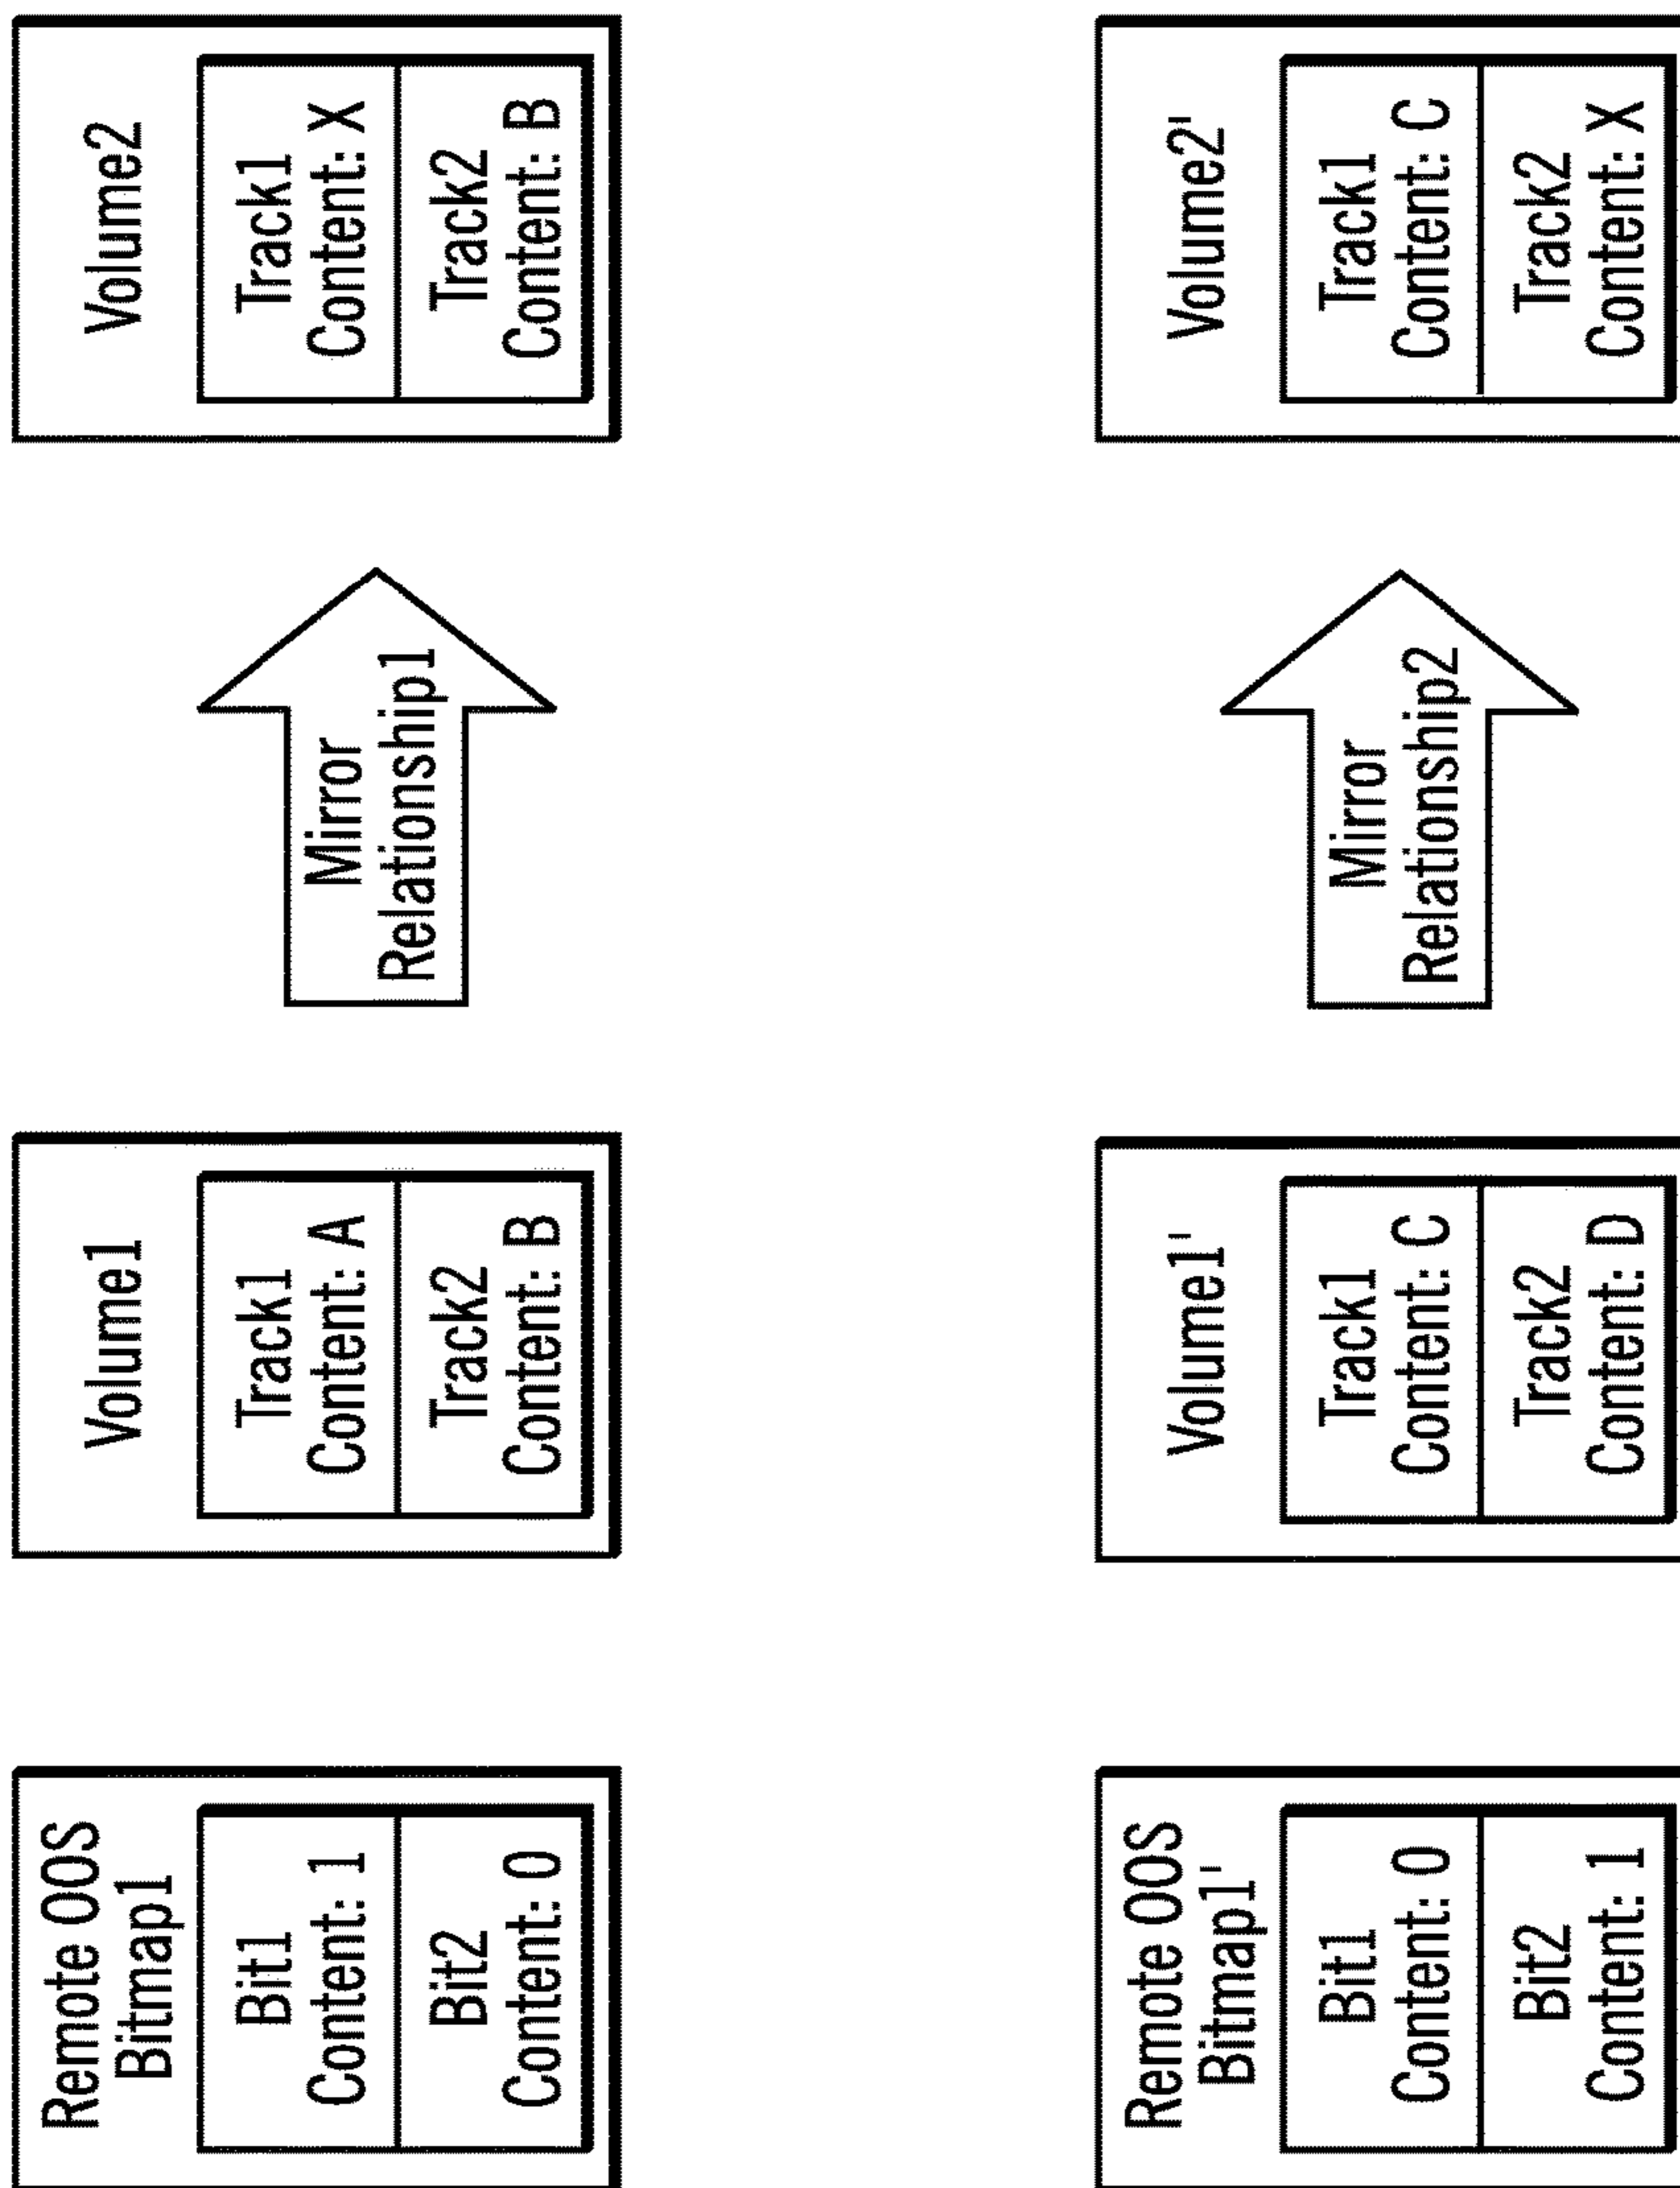 Remote OOS
Bitmap1
Bit1
Content: 1
Bit2
Content: 0
Volume1
Track1
Content: A
Track2
Content: B
Mirror
Relationship1
Volume2
Track1
Content: X
Track2
Content: B
Remote OOS
Bitmap1'
Bit1
Content: 0
Bit2
Content: 1
Volume1'
Track1
Content: C
Track2
Content: D
Mirror
Relationship2
Volume2'
Track1
Content: C
Track2
Content: X